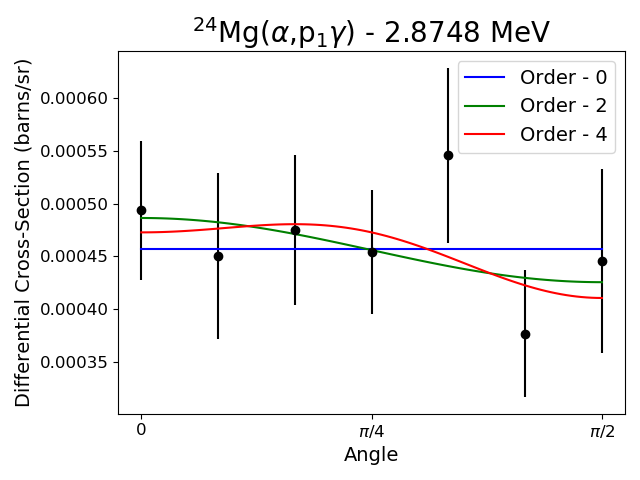 ²⁴Mg(α,p₁γ) - 2.8748 MeV
Differential Cross-Section (barns/sr)
0.00060
0.00055
0.00050
0.00045
0.00040
0.00035
Order - 0
Order - 2
Order - 4
0
π/4
π/2
Angle